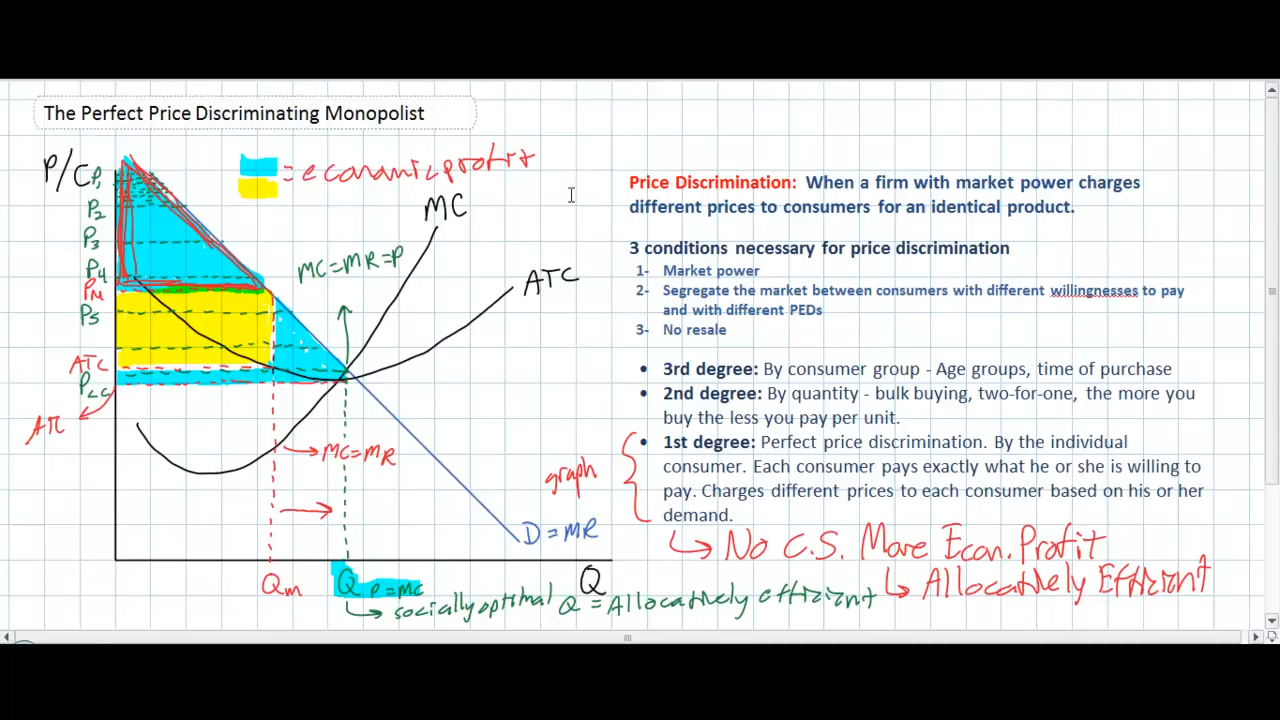 The Perfect Price Discriminating Monopolist
P/C
P1
P2
P3
P4
PM
P5
ATC
PLC
ATC
= economic profit
MC
MC=MR=P
ATC
MC=MR
D=MR
Qm
Q P=MC
Q
socially optimal Q = Allocatively efficient
Price Discrimination: When a firm with market power charges
different prices to consumers for an identical product.
3 conditions necessary for price discrimination
1- Market power
2- Segregate the market between consumers with different willingnesses to pay
and with different PEDs
3- No resale
• 3rd degree: By consumer group - Age groups, time of purchase
• 2nd degree: By quantity - bulk buying, two-for-one, the more you
buy the less you pay per unit.
• 1st degree: Perfect price discrimination. By the individual
consumer. Each consumer pays exactly what he or she is willing to
pay. Charges different prices to each consumer based on his or her
demand.
graph
No C.S. More Econ. Profit
Allocatively Efficient